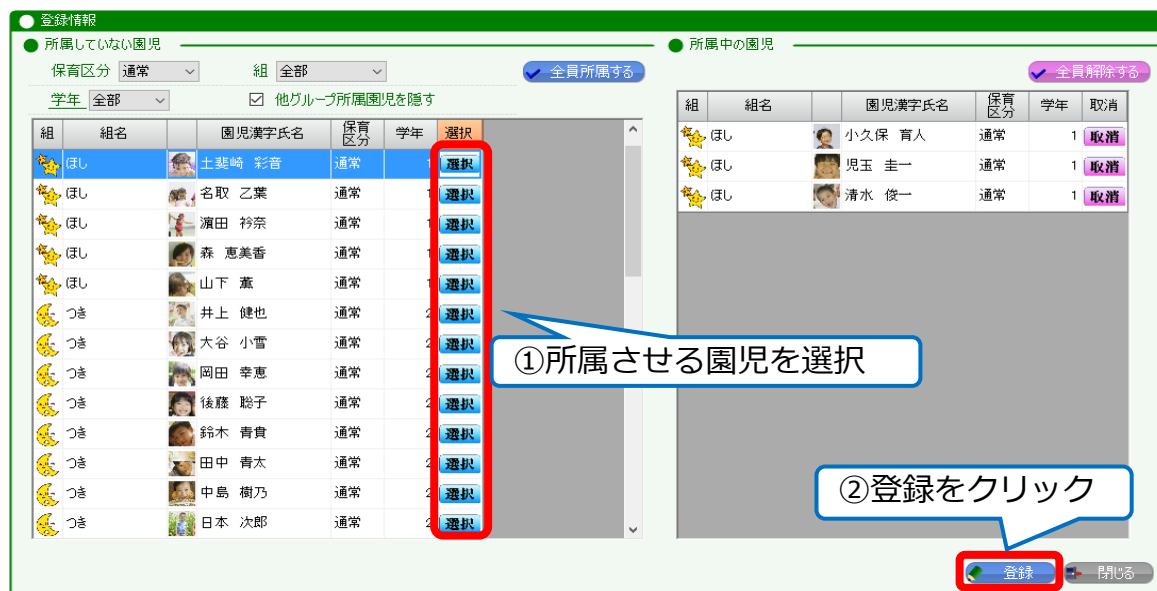 登録情報
所属していない園児
所属中の園児
保育区分 通常 組 全部 全員所属する
全員解除する
学年 全部 他グループ所属園児を隠す
組 組名 園児漢字氏名 保育区分 学年 選択
ほし 土斐崎 彩音 通常 1 選択
ほし 名取 乙葉 通常 1 選択
ほし 濵田 衿奈 通常 1 選択
ほし 森 恵美香 通常 1 選択
ほし 山下 薫 通常 1 選択
つき 井上 健也 通常 2 選択
つき 大谷 小雪 通常 2 選択
つき 岡田 幸恵 通常 2 選択
つき 後藤 聡子 通常 2 選択
つき 鈴木 青貴 通常 2 選択
つき 田中 青太 通常 2 選択
つき 中島 樹乃 通常 2 選択
つき 日本 次郎 通常 2 選択
組 組名 園児漢字氏名 保育区分 学年 取消
ほし 小久保 育人 通常 1 取消
ほし 児玉 圭一 通常 1 取消
ほし 清水 俊一 通常 1 取消
①所属させる園児を選択
②登録をクリック
登録 閉じる